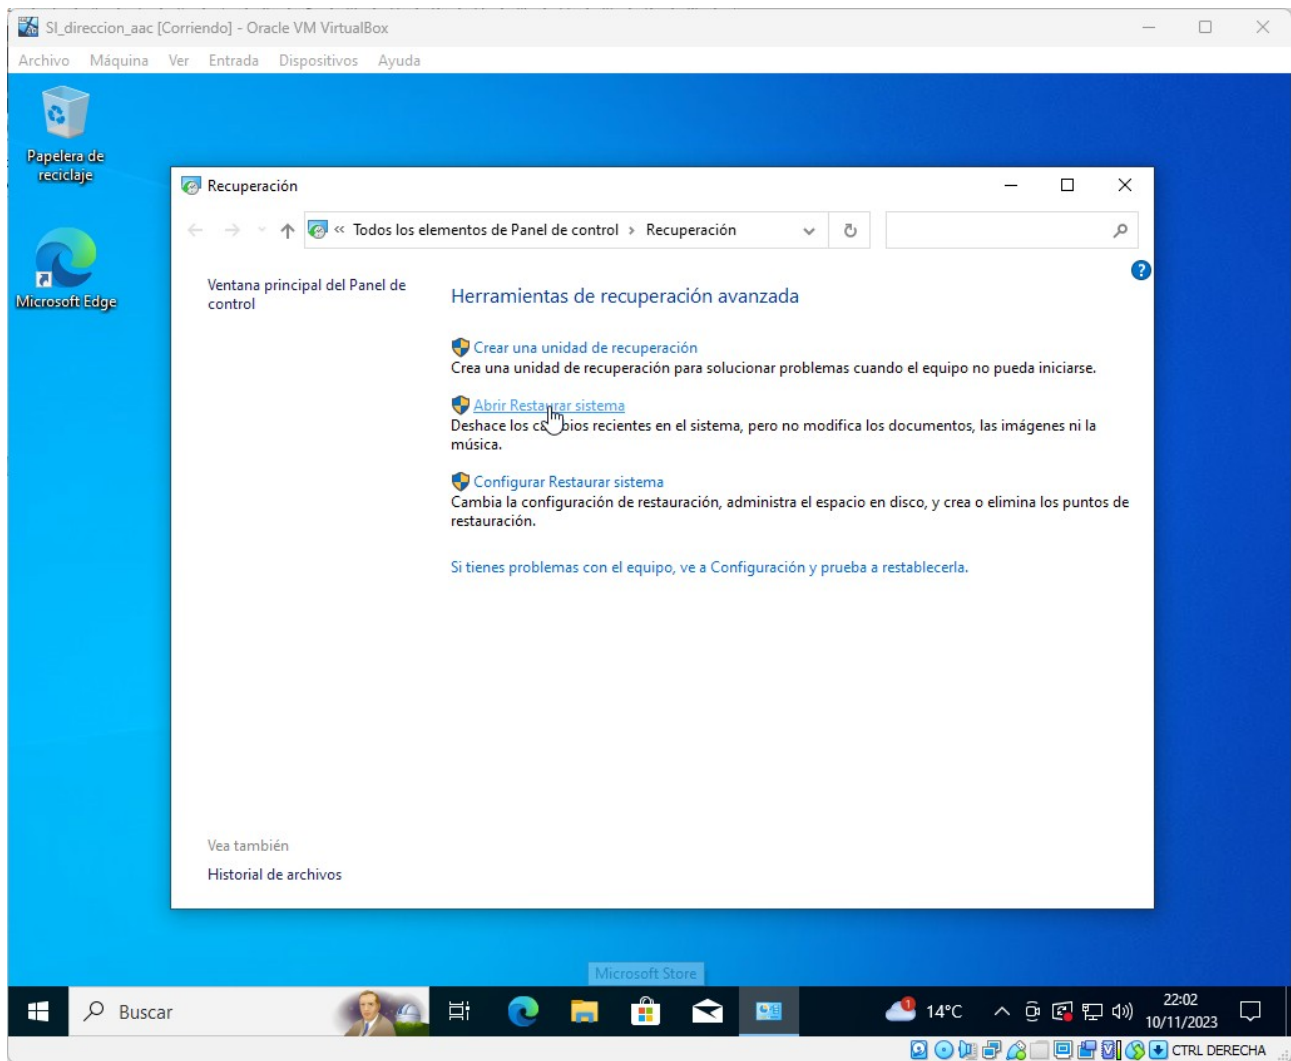 SI_direccion_aac [Corriendo] - Oracle VM VirtualBox
Archivo Máquina Ver Entrada Dispositivos Ayuda
Papelera de
reciclaje
Microsoft Edge
Recuperación
« Todos los elementos de Panel de control › Recuperación
Ventana principal del Panel de
control
Herramientas de recuperación avanzada
Crear una unidad de recuperación
Crea una unidad de recuperación para solucionar problemas cuando el equipo no pueda iniciarse.
Abrir Restaurar sistema
Deshace los cambios recientes en el sistema, pero no modifica los documentos, las imágenes ni la
música.
Configurar Restaurar sistema
Cambia la configuración de restauración, administra el espacio en disco, y crea o elimina los puntos de
restauración.
Si tienes problemas con el equipo, ve a Configuración y prueba a restablecerla.
Vea también
Historial de archivos
Microsoft Store
Buscar
1
14°C
22:02
10/11/2023
CTRL DERECHA